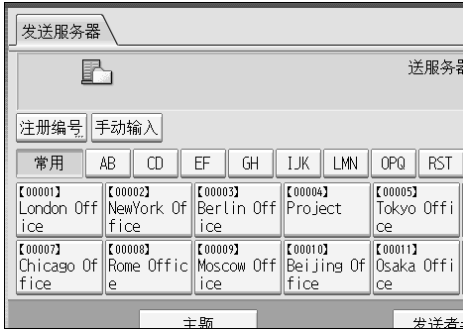 发送服务器
送服务器
注册编号 手动输入
常用 AB CD EF GH IJK LMN OPQ RST
【00001】 【00002】 【00003】 【00004】 【00005】
London Off NewYork Of Berlin Off Project Tokyo Offi
ice ffice ice ce
【00007】 【00008】 【00009】 【00010】 【00011】
Chicago Of Rome Offic Moscow Off Beijing Of Osaka Offi
fice e ice fice ce
主题 发送者